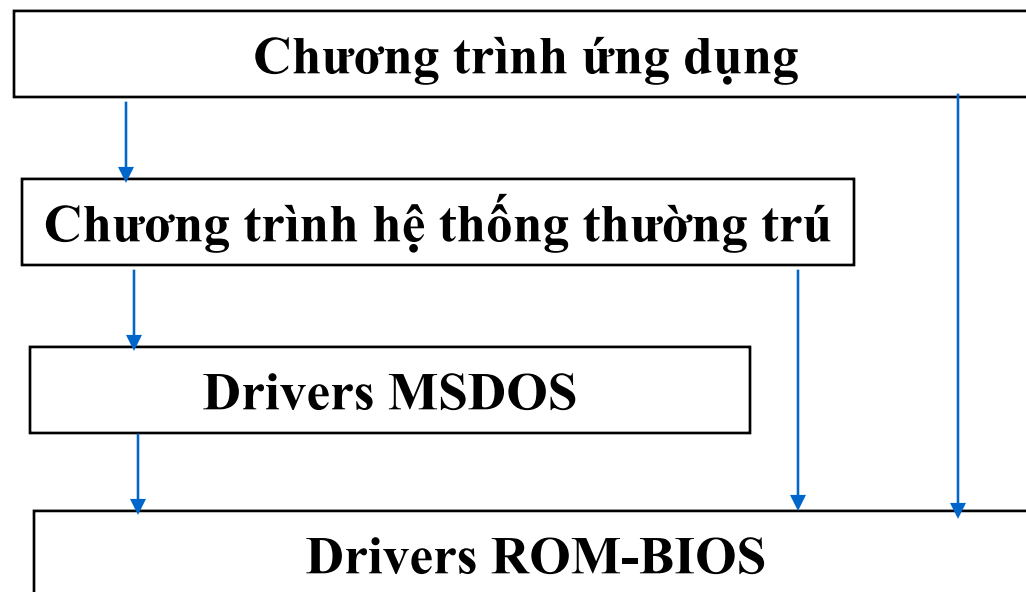 Chương trình ứng dụng
Chương trình hệ thống thường trú
Drivers MSDOS
Drivers ROM-BIOS